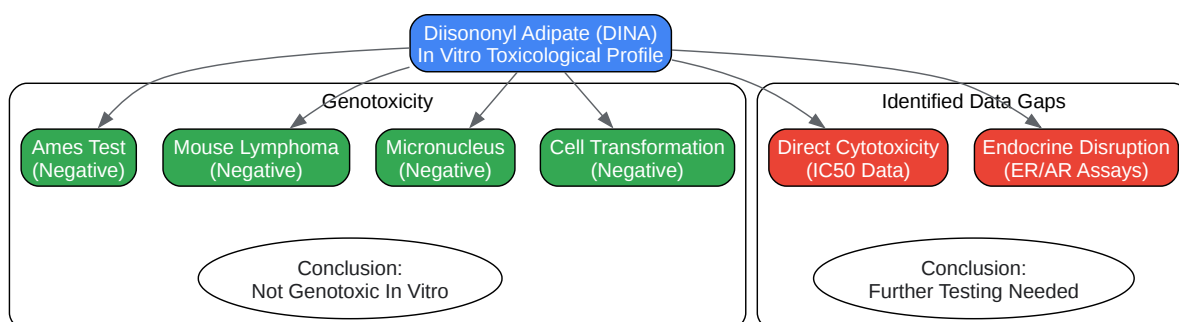 Diisononyl Adipate (DINA)
In Vitro Toxicological Profile
Genotoxicity
Identified Data Gaps
Ames Test
(Negative)
Mouse Lymphoma
(Negative)
Micronucleus
(Negative)
Cell Transformation
(Negative)
Direct Cytotoxicity
(IC50 Data)
Endocrine Disruption
(ER/AR Assays)
Conclusion:
Not Genotoxic In Vitro
Conclusion:
Further Testing Needed